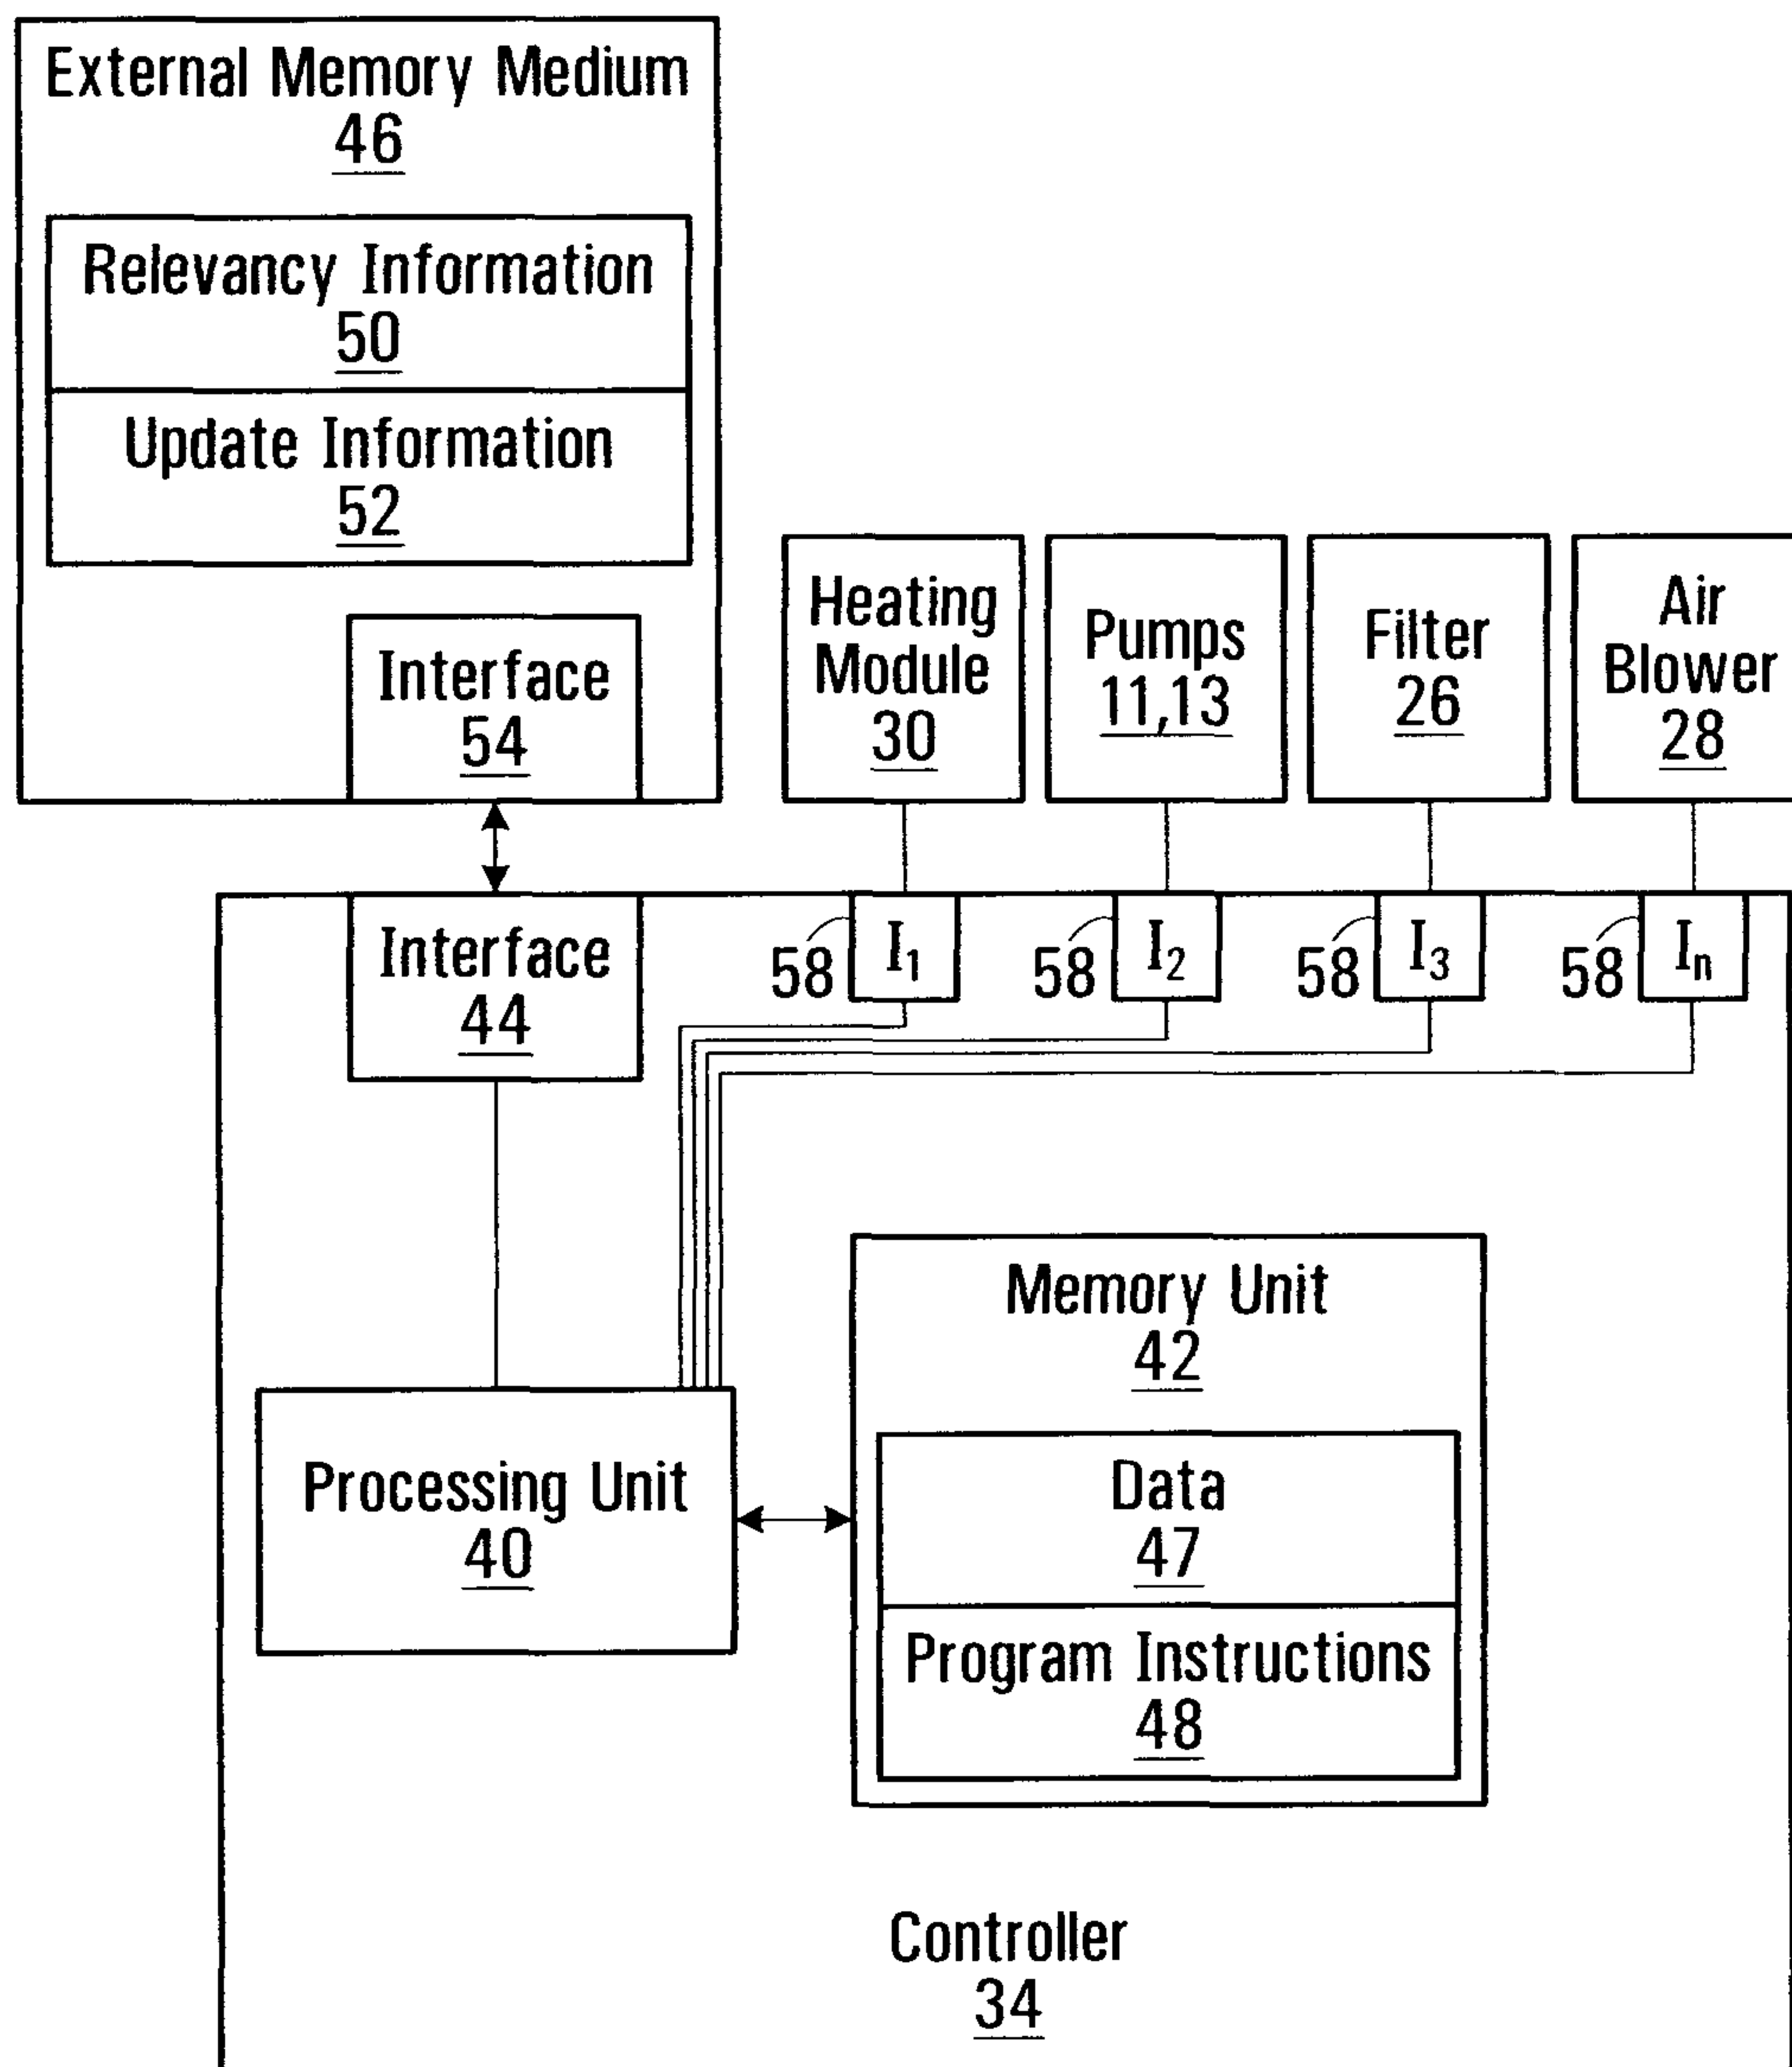 External Memory Medium
46
Relevancy Information
50
Update Information
52
Interface
54
Heating
Module
30
Pumps
11,13
Filter
26
Air
Blower
28
Interface
44
58
I₁
58
I₂
58
I₃
58
Iₙ
Memory Unit
42
Processing Unit
40
Data
47
Program Instructions
48
Controller
34